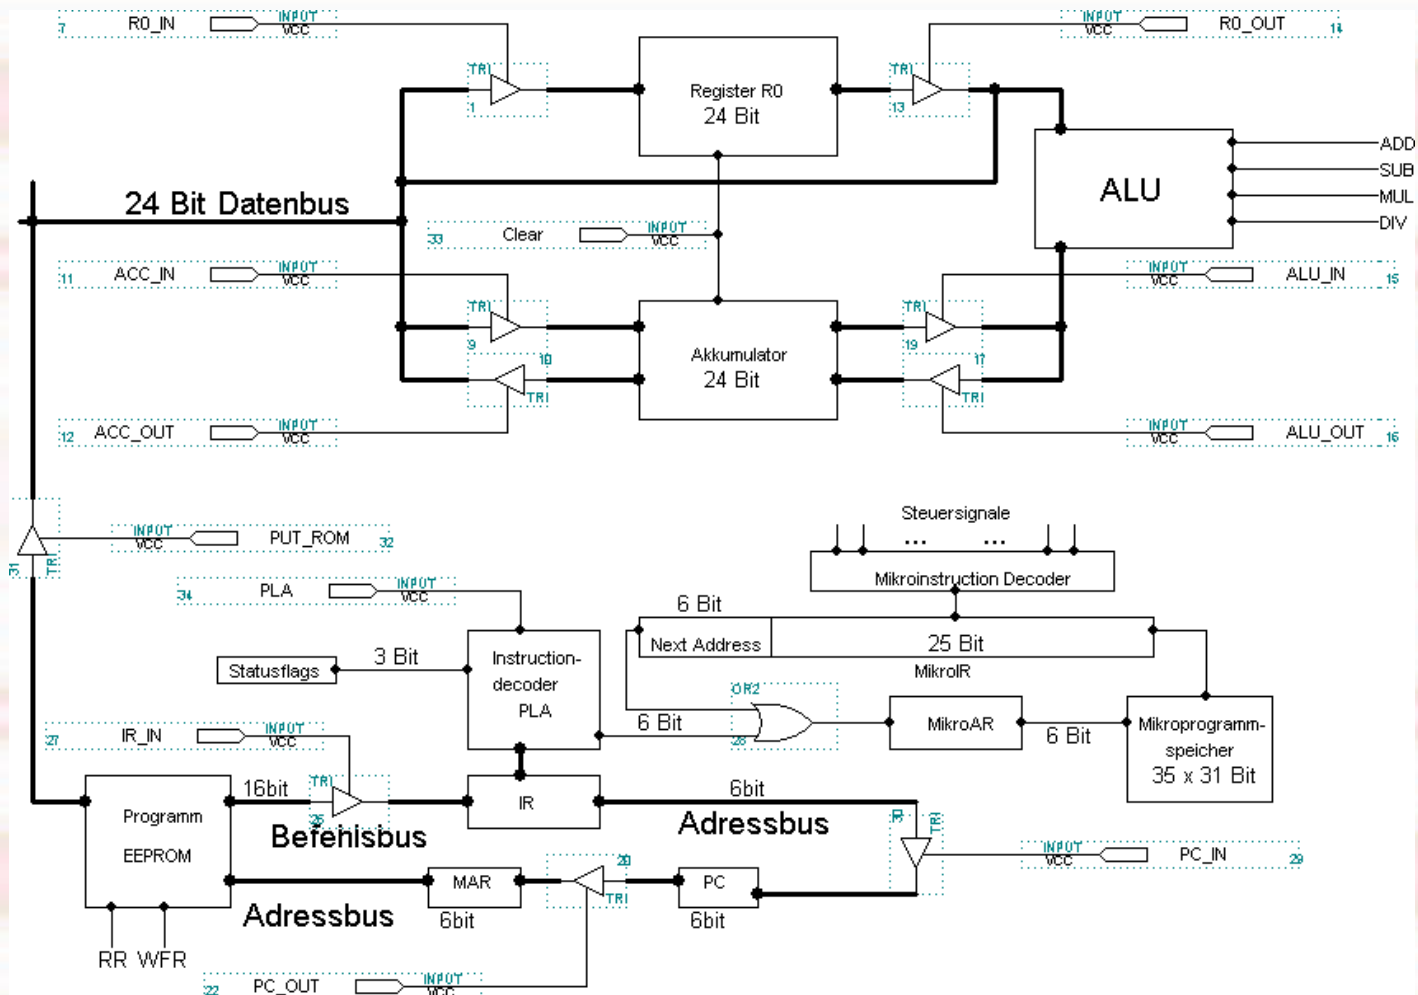 INPUT
VCC
R0_IN
7
INPUT
VCC
R0_OUT
14
TRI
1
Register R0
24 Bit
TRI
13
ALU
ADD
SUB
MUL
DIV
24 Bit Datenbus
33
Clear
INPUT
VCC
11
ACC_IN
INPUT
VCC
INPUT
VCC
ALU_IN
15
TRI
9
TRI
19
Akkumulator
24 Bit
10
TRI
17
TRI
12
ACC_OUT
INPUT
VCC
INPUT
VCC
ALU_OUT
16
Steuersignale
... ...
INPUT
VCC
PUT_ROM
32
31
TRI
Mikroinstruction Decoder
34
PLA
INPUT
VCC
6 Bit
Next Address
25 Bit
MikroIR
Statusflags
3 Bit
Instruction-
decoder
PLA
OR2
28
6 Bit
MikroAR
6 Bit
Mikroprogramm-
speicher
35 x 31 Bit
27
IR_IN
INPUT
VCC
Programm
EEPROM
16bit
TRI
Befehlsbus
IR
6bit
Adressbus
30
TRI
INPUT
VCC
PC_IN
29
MAR
6bit
20
TRI
PC
6bit
Adressbus
RR WFR
22
PC_OUT
INPUT
VCC